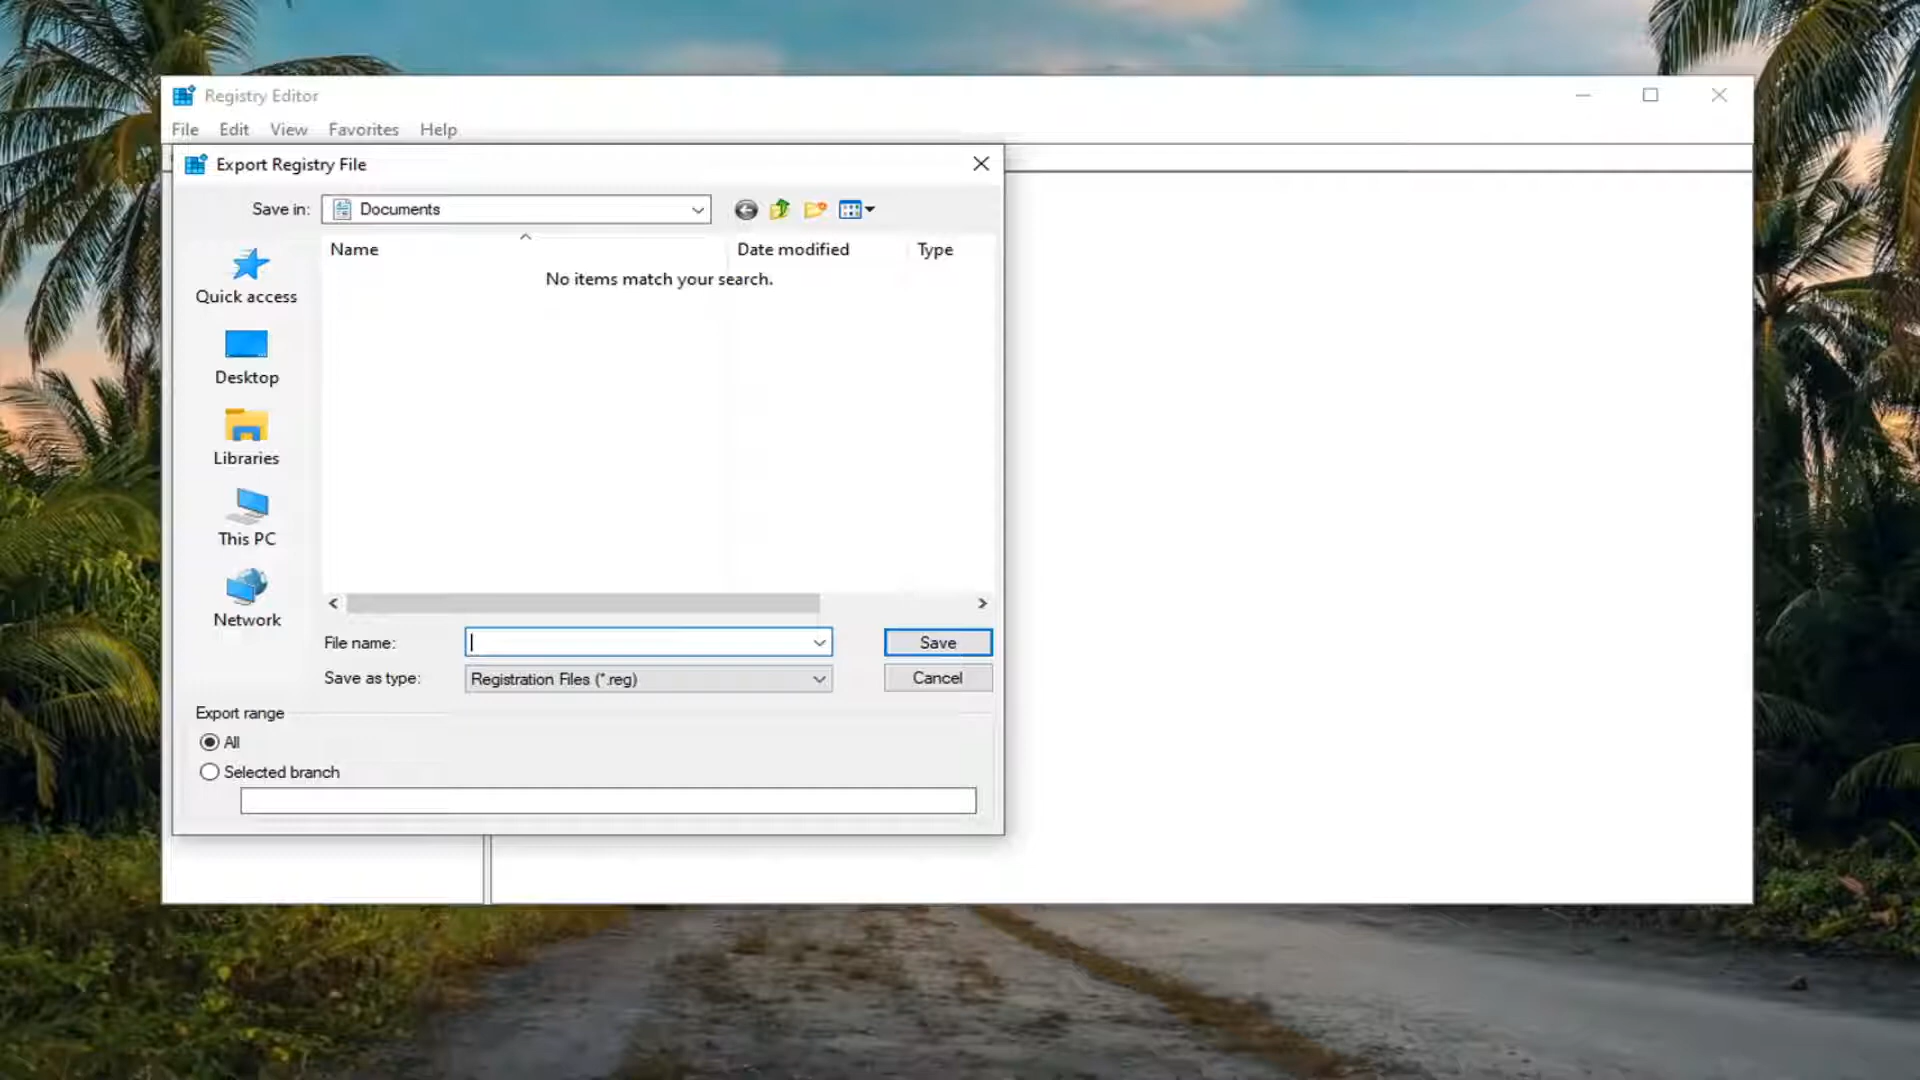 Registry Editor
File Edit View Favorites Help
Export Registry File
Save in: Documents
Name Date modified Type
No items match your search.
Quick access
Desktop
Libraries
This PC
Network
File name: Save
Save as type: Registration Files (*.reg) Cancel
Export range
All
Selected branch